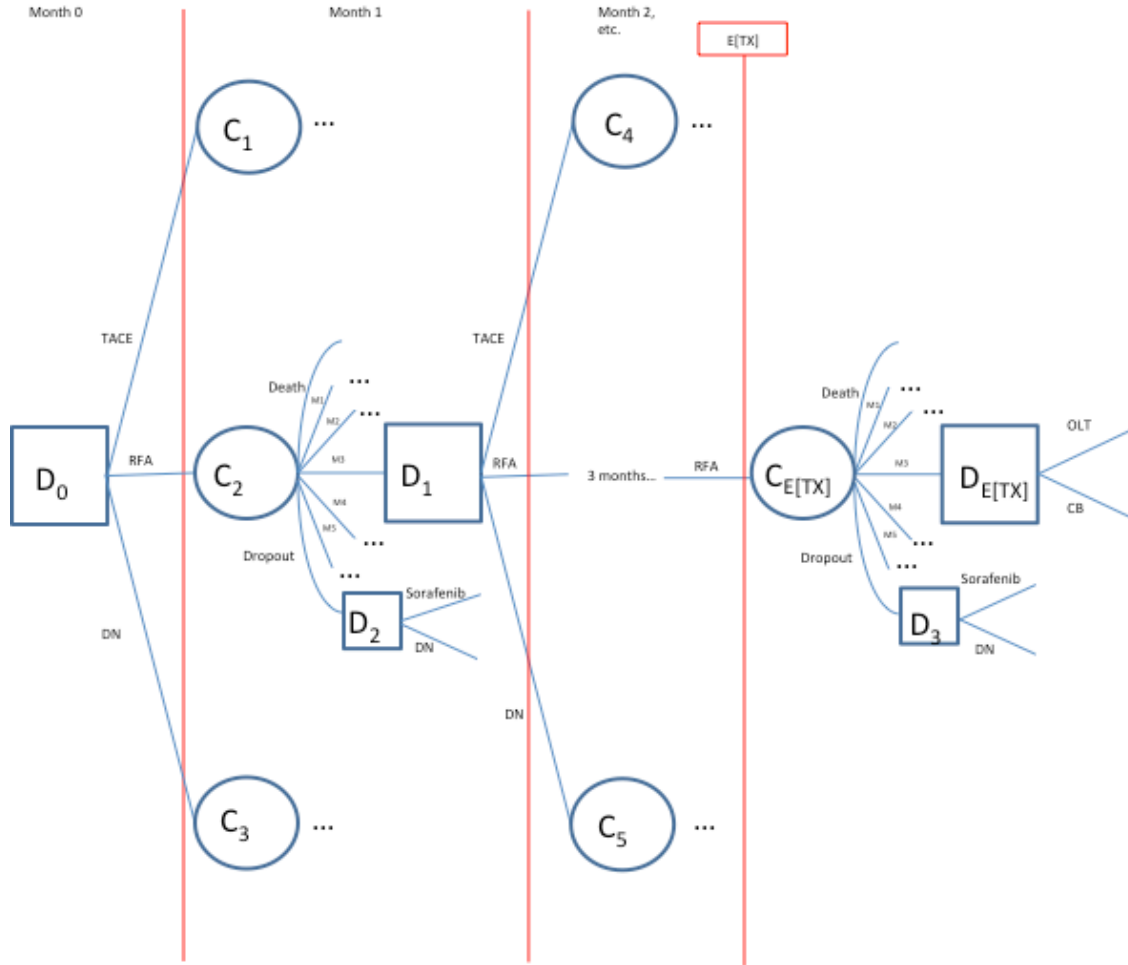 Month 0
Month 1
Month 2,
etc.
E[TX]
C1
...
C4
...
TACE
TACE
Death
M1
...
M2
...
Death
M1
...
M2
...
OLT
D0
RFA
C2
M3
D1
RFA
3 months...
RFA
CE[TX]
M3
DE[TX]
CB
M4
...
M5
...
Dropout
M4
...
M5
...
Dropout
D2
Sorafenib
DN
D3
Sorafenib
DN
DN
DN
C3
...
C5
...